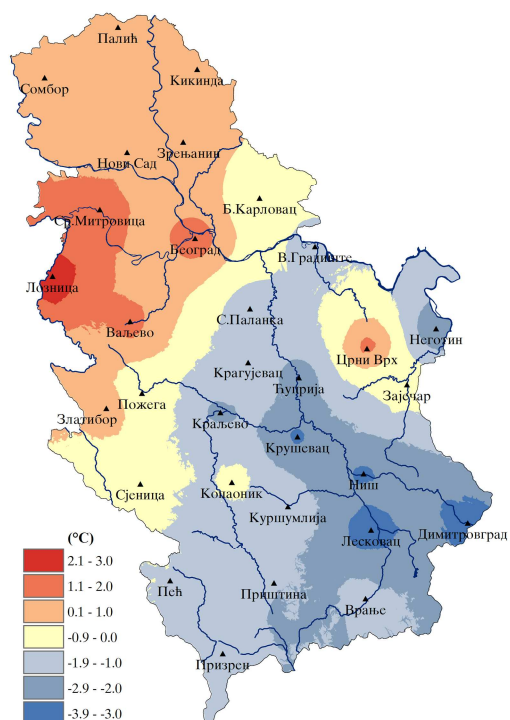 Палић
Сомбор
Кикинда
Зрењанин
Нови Сад
Б.Карловац
Ср.Митровица
Београд
В.Градиште
Лозница
С.Паланка
Ваљево
Неготин
Црни Врх
Крагујевац
Ћуприја
Зајечар
Пожега
Златибор
Краљево
Крушевац
Сјеница
Копаоник
Ниш
Куршумлија
Димитровград
Лесковац
(°C)
2.1 - 3.0
1.1 - 2.0
0.1 - 1.0
-0.9 - 0.0
-1.9 - -1.0
-2.9 - -2.0
-3.9 - -3.0
Пећ
Приштина
Врање
Призрен